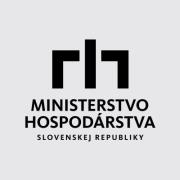 MINISTERSTVO
HOSPODÁRSTVA
SLOVENSKEJ REPUBLIKY